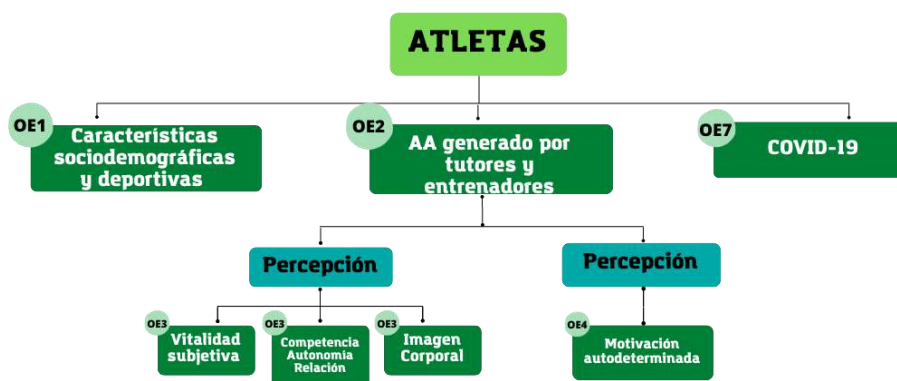 ATLETAS
OE1
Características
sociodemográficas
y deportivas
OE2
AA generado por
tutores y
entrenadores
OE7
COVID-19
Percepción
Percepción
OE3
Vitalidad
subjetiva
OE3
Competencia
Autonomía
Relación
OE3
Imagen
Corporal
OE4
Motivación
autodeterminada